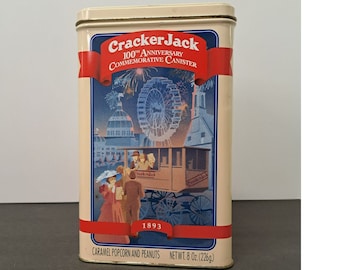 CrackerJack
100TH ANNIVERSARY
COMMEMORATIVE CANISTER
1893
CARAMEL POPCORN AND PEANUTS NET WT. 8 Oz. (226g)